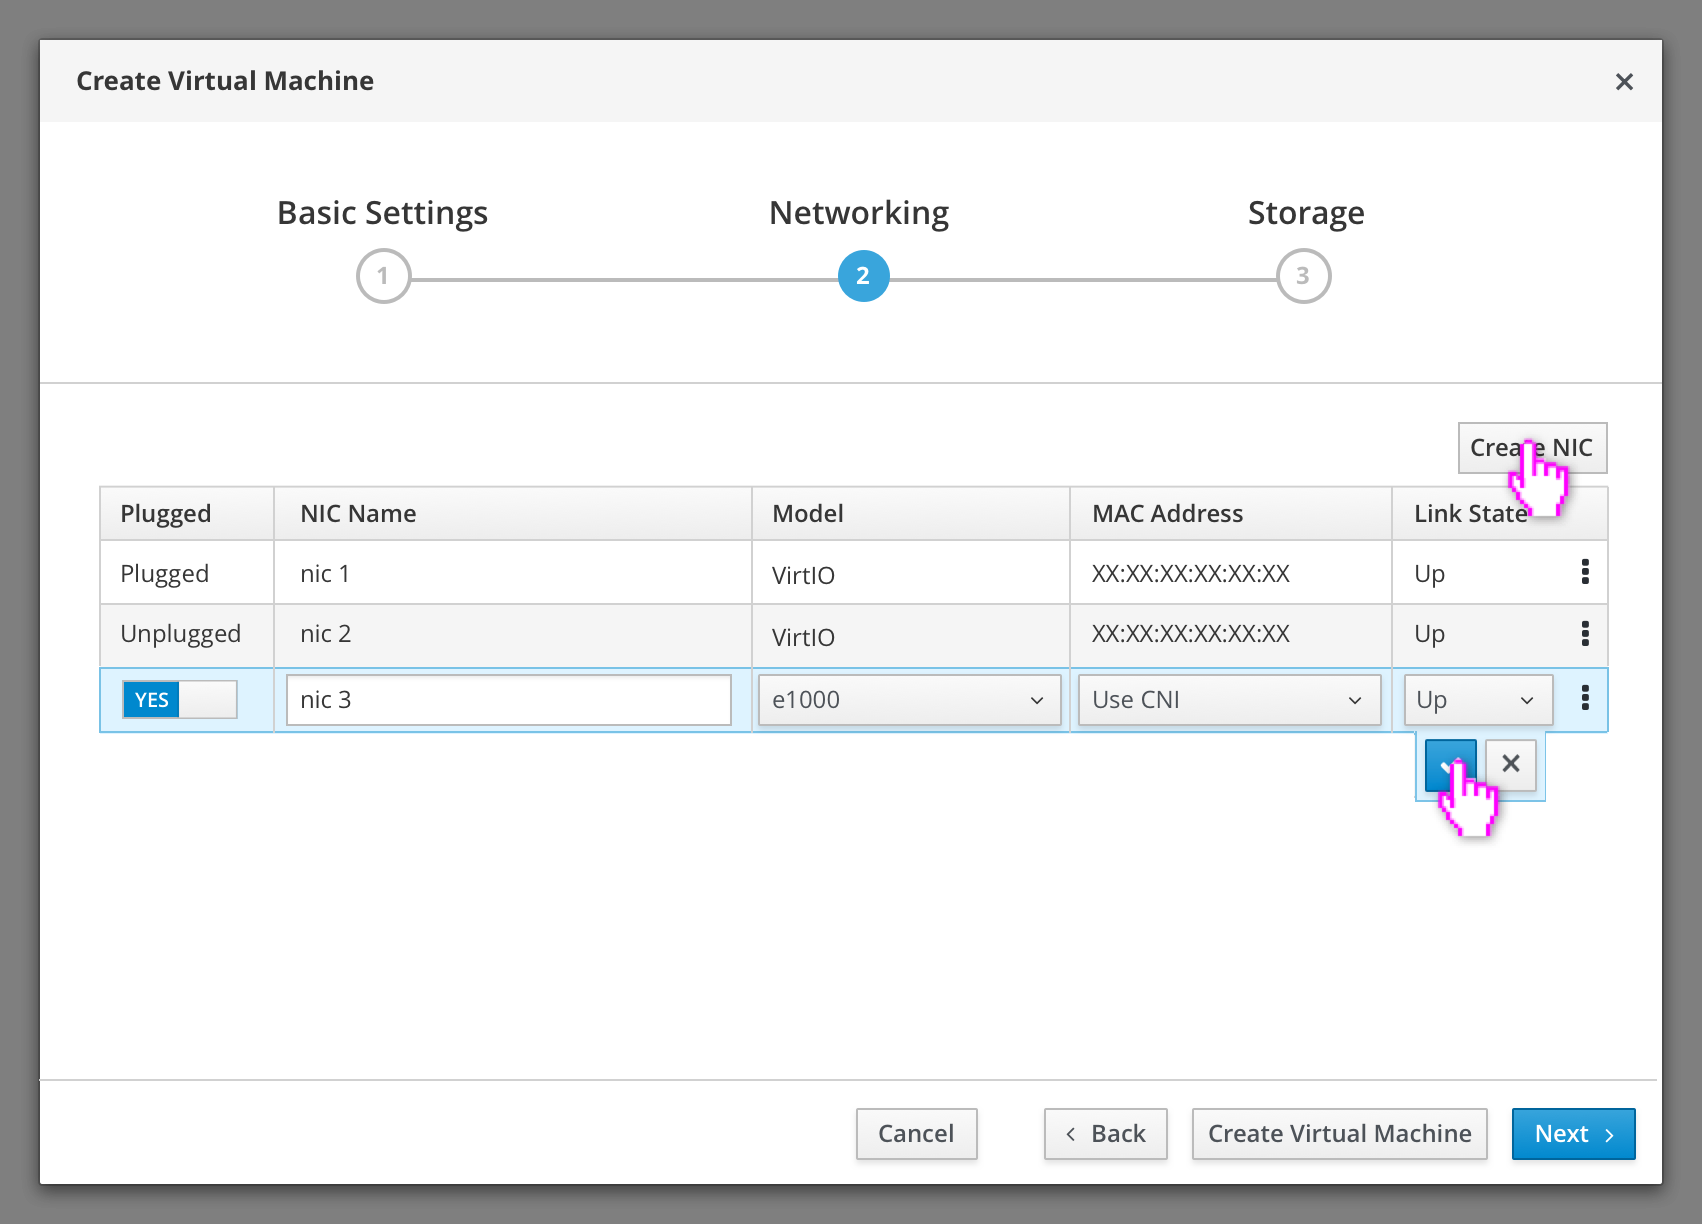 Create Virtual Machine
Basic Settings Networking Storage
1 2 3
Create NIC
Plugged NIC Name Model MAC Address Link State
Plugged nic 1 VirtIO XX:XX:XX:XX:XX:XX Up
Unplugged nic 2 VirtIO XX:XX:XX:XX:XX:XX Up
YES nic 3 e1000 Use CNI Up
Cancel Back Create Virtual Machine Next